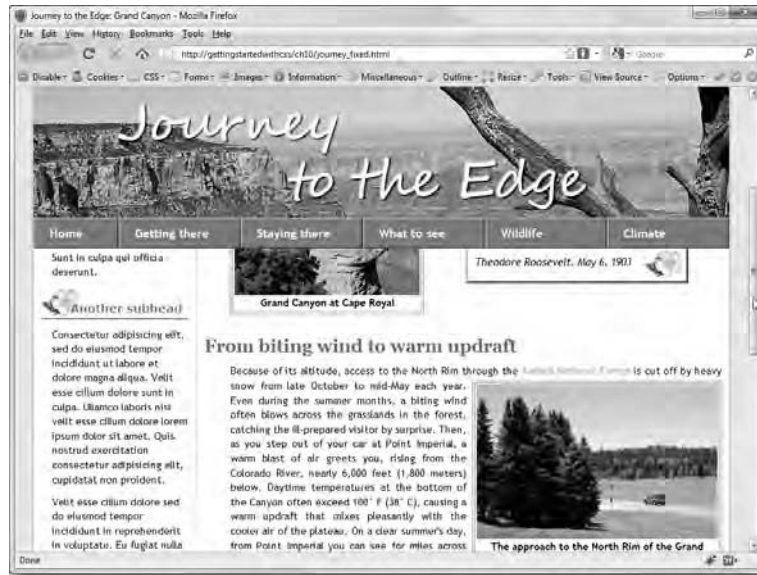 Journey to the Edge: Grand Canyon - Mozilla Firefox
File Edit View History Bookmarks Tools Help
http://gettingstartedwithcss/ch10/journey_fixed.html
Google
Disable Cookies CSS Forms Images Information Miscellaneous Outline Resize Tools View Source Options
Journey
to the Edge
Home Getting there Staying there What to see Wildlife Climate
Sunt in culpa qui officia
deserunt.
Another subhead
Consectetur adipisicing elit,
sed do eiusmod tempor
incididunt ut labore et
dolore magna aliqua. Velit
esse cillum dolore sunt in
culpa. Ullamco laboris nisi
velit esse cillum dolore lorem
ipsum dolor sit amet. Quis
nostrud exercitation
consectetur adipisicing elit,
cupidatat non proident.
Velit esse cillum dolore sed
do eiusmod tempor
incididunt in reprehenderit
in voluptate. Eu fugiat nulla
Grand Canyon at Cape Royal
Theodore Roosevelt, May 6, 1903
From biting wind to warm updraft
Because of its altitude, access to the North Rim through the is cut off by heavy
snow from late October to mid-May each year.
Even during the summer months, a biting wind
often blows across the grasslands in the forest,
catching the ill-prepared visitor by surprise. Then,
as you step out of your car at Point Imperial, a
warm blast of air greets you, rising from the
Colorado River, nearly 6,000 feet (1,800 meters)
below. Daytime temperatures at the bottom of
the Canyon often exceed 100° F (38° C), causing a
warm updraft that mixes pleasantly with the
cooler air of the plateau. On a clear summer's day,
from Point Imperial you can see for miles across
The approach to the North Rim of the Grand
Done